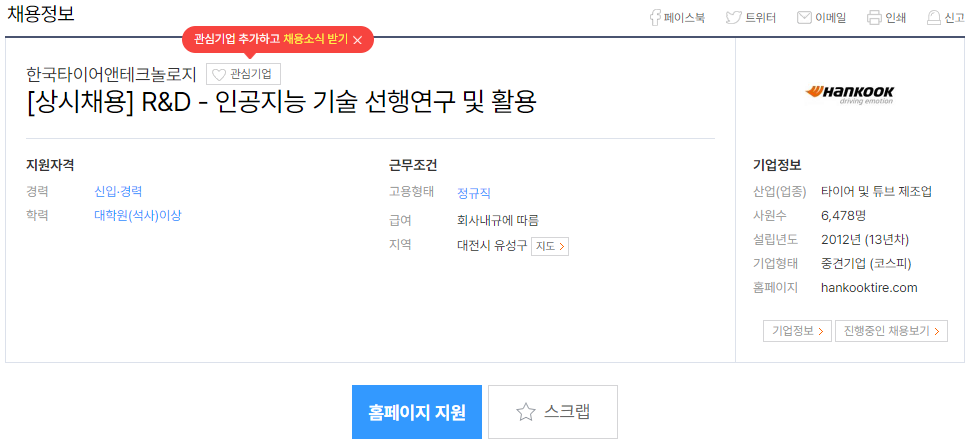 채용정보
페이스북 트위터 이메일 인쇄 신고
관심기업 추가하고 채용소식 받기 ×
한국타이어앤테크놀로지 관심기업
[상시채용] R&D - 인공지능 기술 선행연구 및 활용
지원자격
경력 신입·경력
학력 대학원(석사)이상
근무조건
고용형태 정규직
급여 회사내규에 따름
지역 대전시 유성구 지도 >
HANKOOK
driving emotion
기업정보
산업(업종) 타이어 및 튜브 제조업
사원수 6,478명
설립년도 2012년 (13년차)
기업형태 중견기업 (코스피)
홈페이지 hankooktire.com
기업정보 > 진행중인 채용보기 >
홈페이지 지원 스크랩